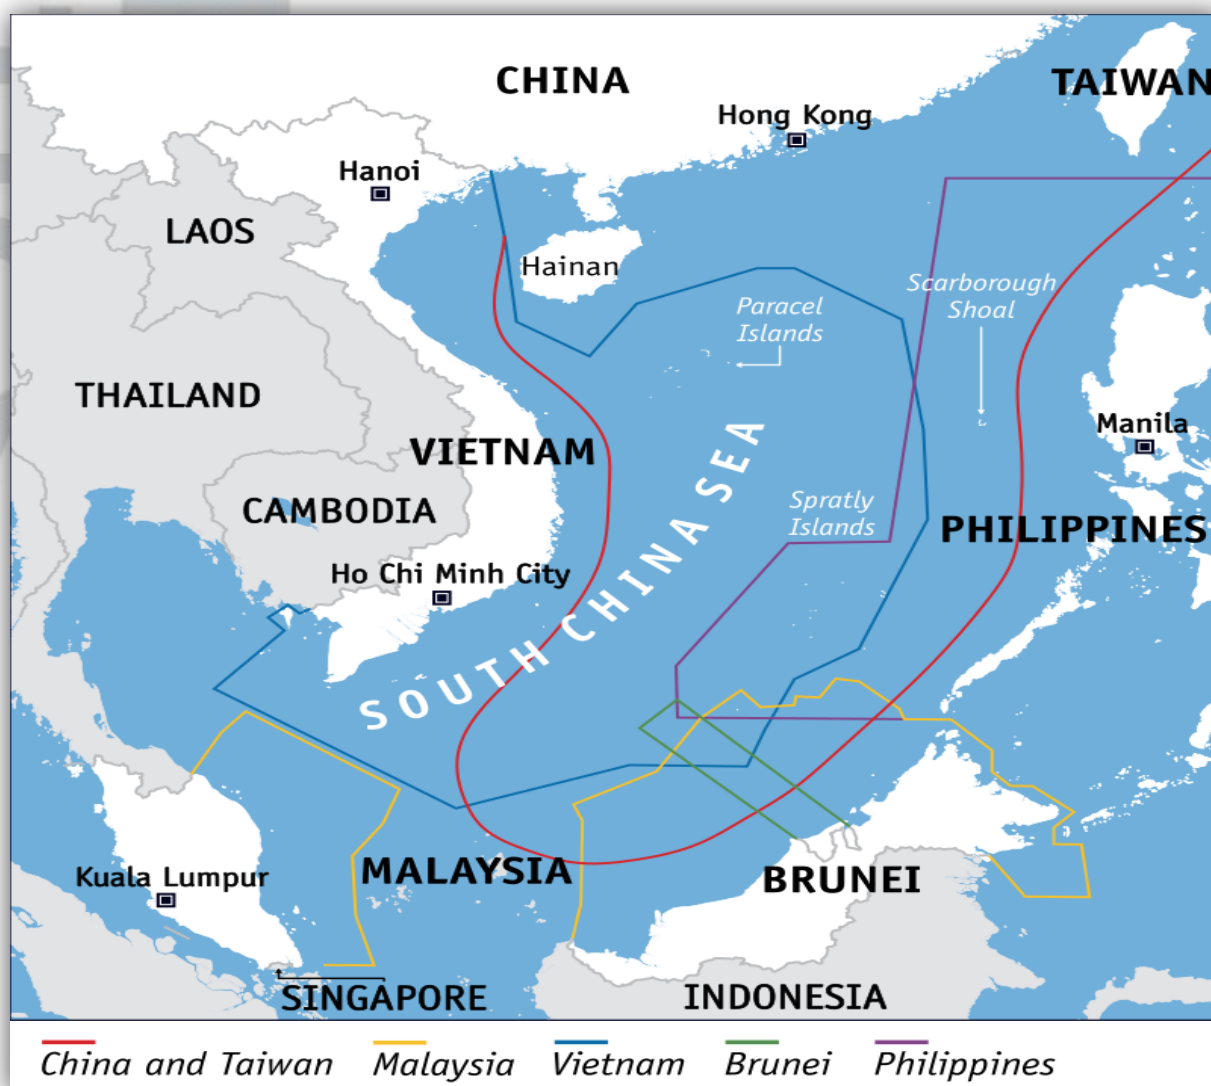 CHINA
TAIWAN
Hong Kong
Hanoi
LAOS
Hainan
Scarborough
Shoal
Paracel
Islands
THAILAND
VIETNAM
Manila
CAMBODIA
Spratly
Islands
PHILIPPINES
Ho Chi Minh City
SOUTH CHINA SEA
MALAYSIA
Kuala Lumpur
BRUNEI
SINGAPORE
INDONESIA
China and Taiwan Malaysia Vietnam Brunei Philippines